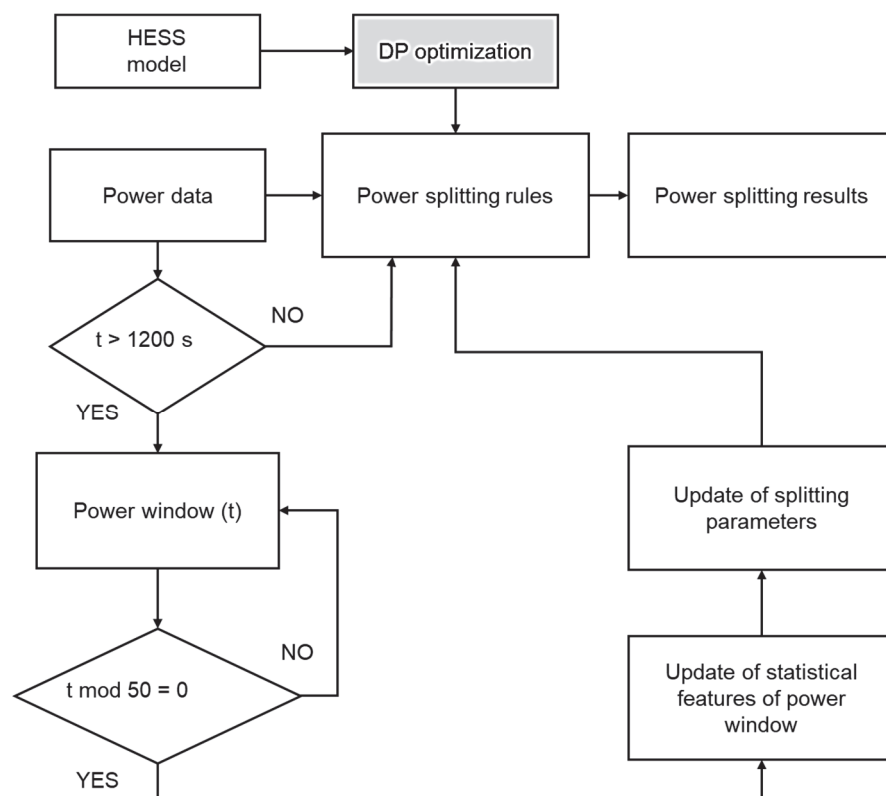 HESS
model
DP optimization
Power data
Power splitting rules
Power splitting results
t > 1200 s
NO
YES
Power window (t)
Update of splitting
parameters
t mod 50 = 0
NO
Update of statistical
features of power
window
YES